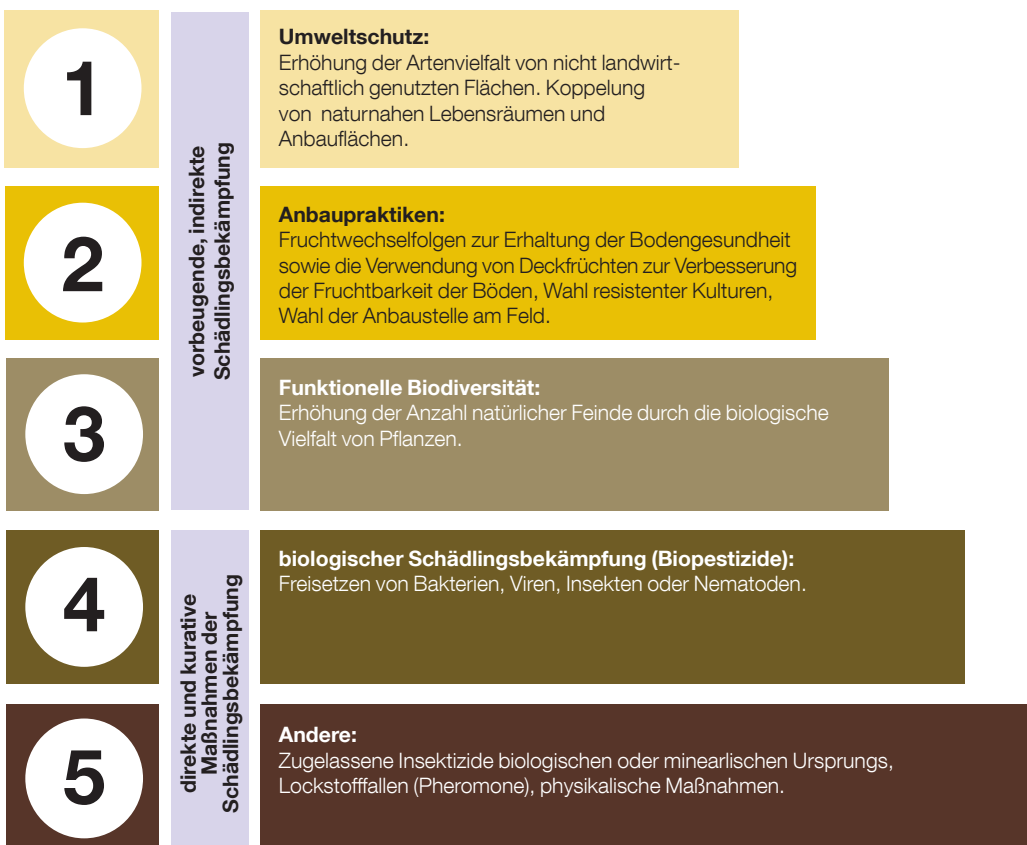 1
vorbeugende, indirekte
Schädlingsbekämpfung
Umweltschutz:
Erhöhung der Artenvielfalt von nicht landwirt-
schaftlich genutzten Flächen. Koppelung
von naturnahen Lebensräumen und
Anbauflächen.
2
Anbaupraktiken:
Fruchtwechselfolgen zur Erhaltung der Bodengesundheit
sowie die Verwendung von Deckfrüchten zur Verbesserung
der Fruchtbarkeit der Böden, Wahl resistenter Kulturen,
Wahl der Anbaustelle am Feld.
3
Funktionelle Biodiversität:
Erhöhung der Anzahl natürlicher Feinde durch die biologische
Vielfalt von Pflanzen.
4
direkte und kurative
Maßnahmen der
Schädlingsbekämpfung
biologischer Schädlingsbekämpfung (Biopestizide):
Freisetzen von Bakterien, Viren, Insekten oder Nematoden.
5
Andere:
Zugelassene Insektizide biologischen oder minearlischen Ursprungs,
Lockstofffallen (Pheromone), physikalische Maßnahmen.